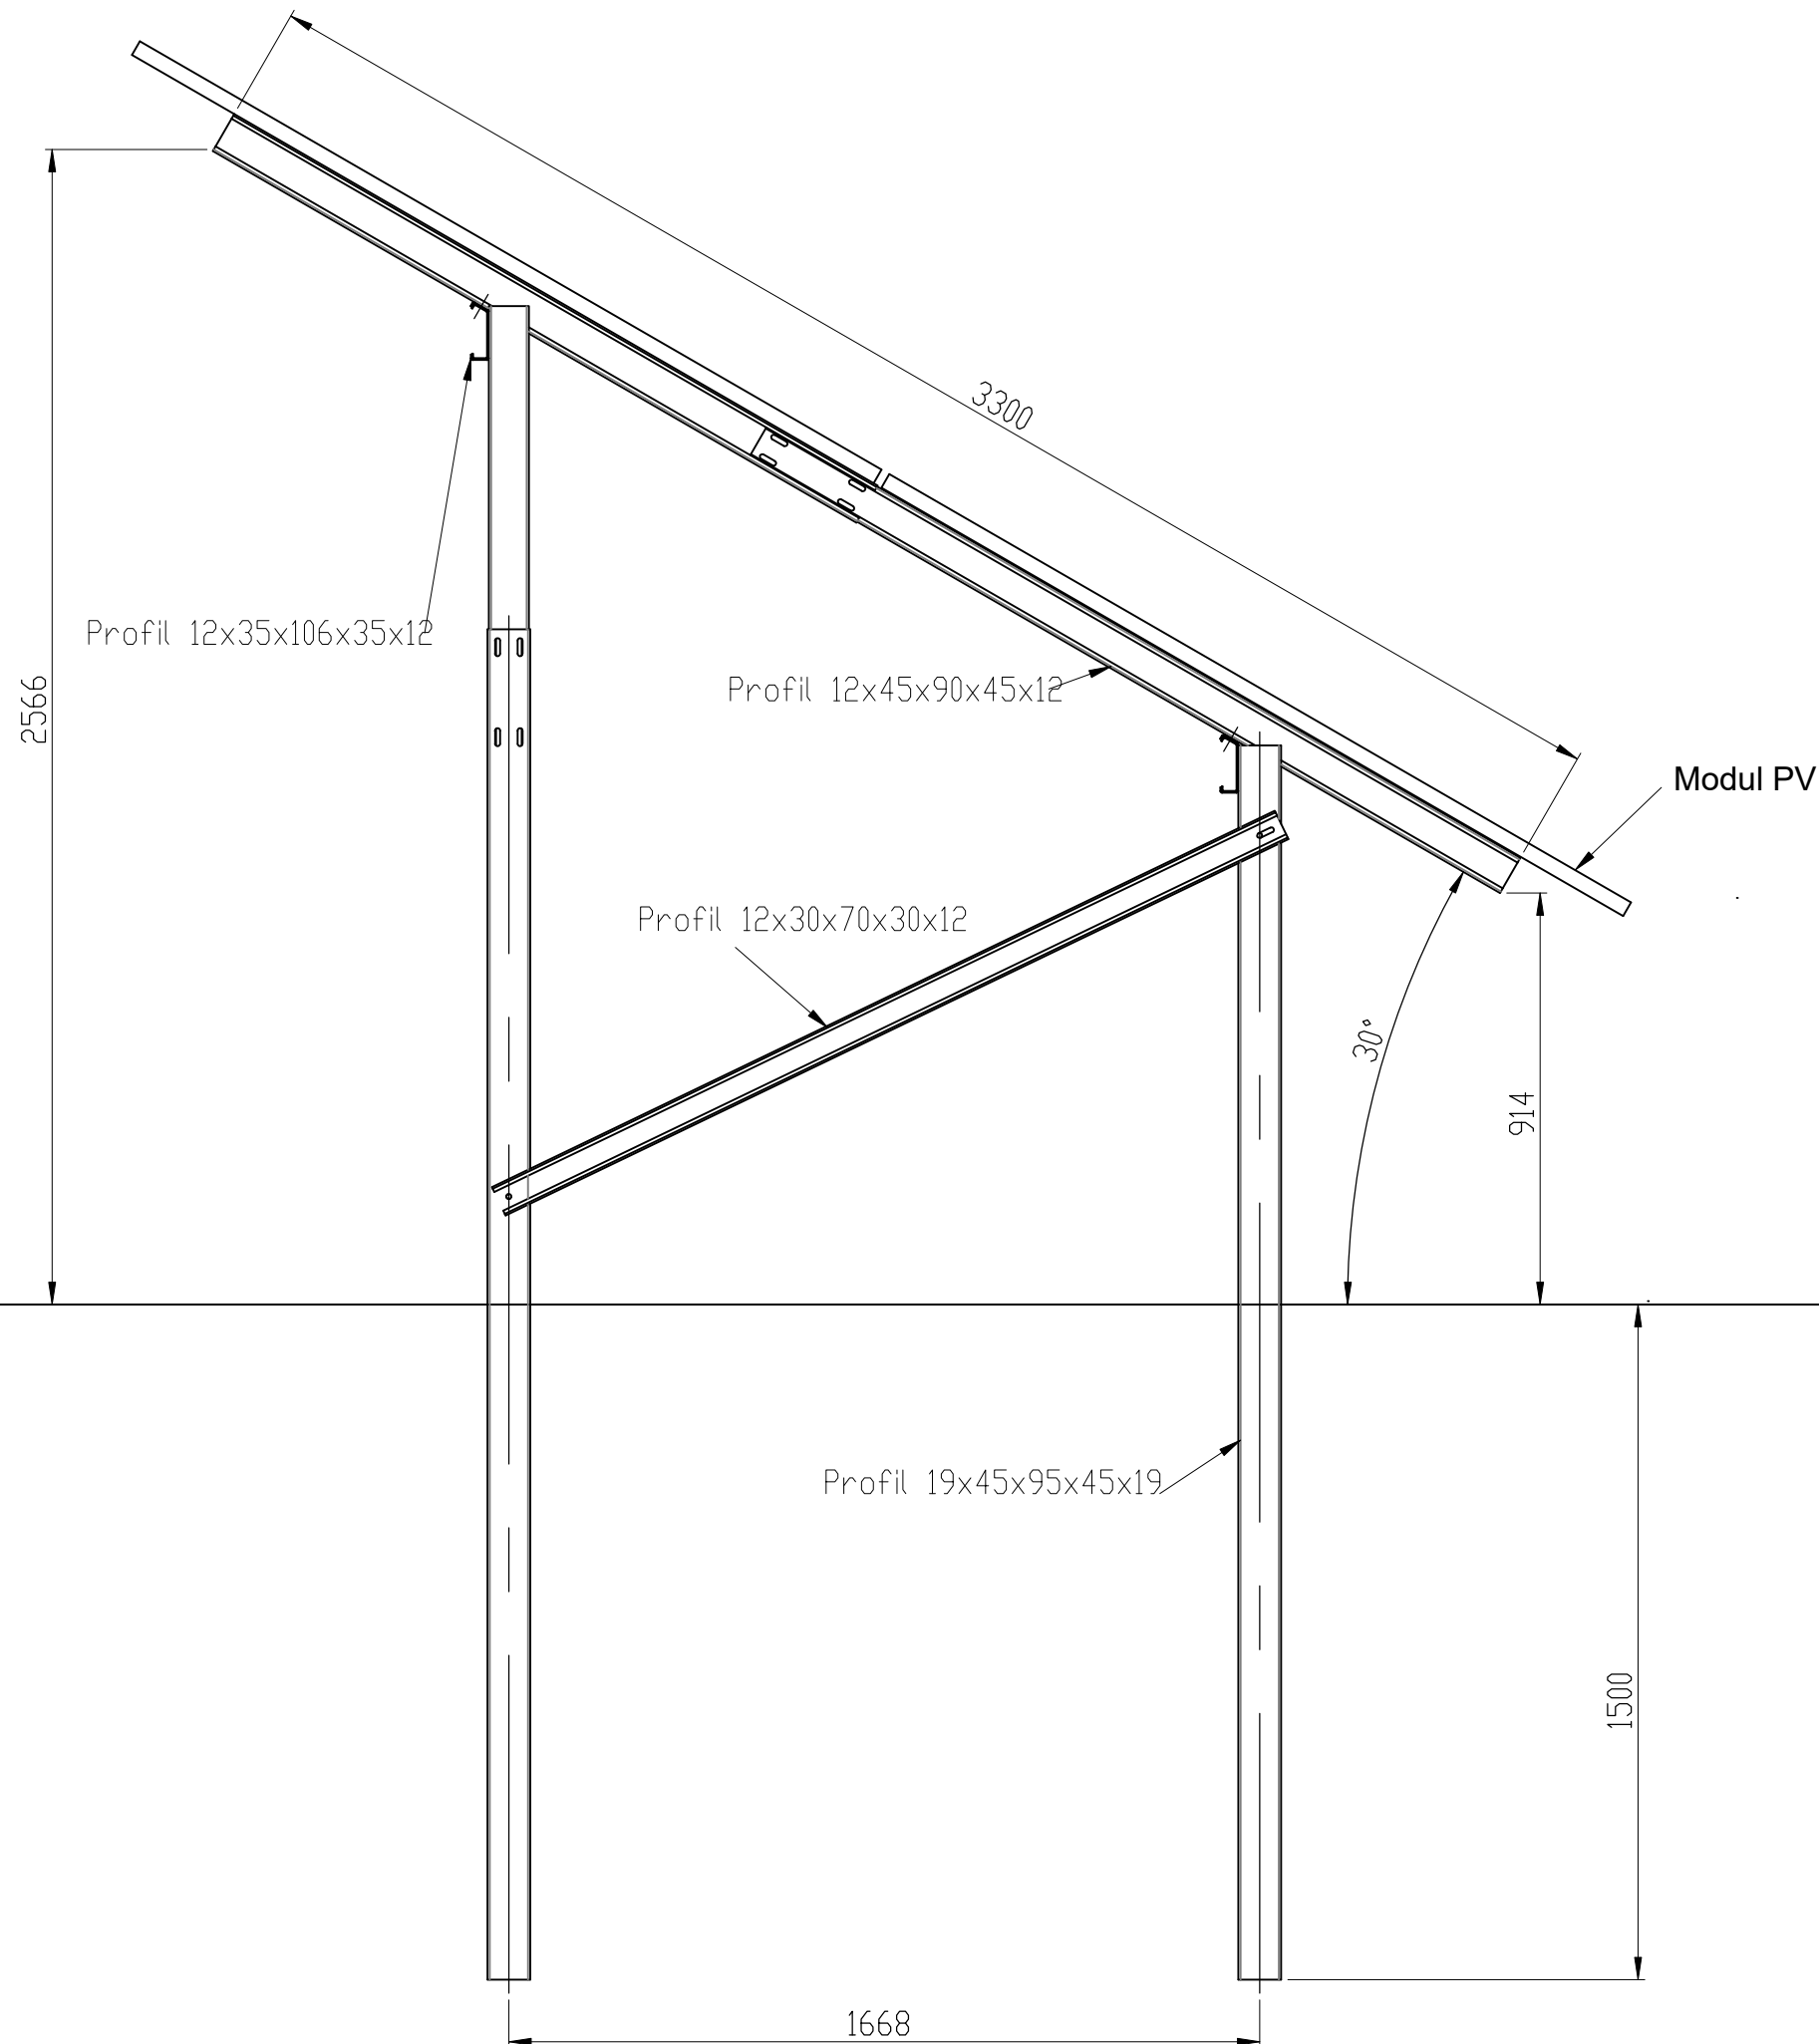 3300
Profil 12x35x106x35x12
2566
Profil 12x45x90x45x12
Modul PV
Profil 12x30x70x30x12
30°
914
Profil 19x45x95x45x19
1500
1668